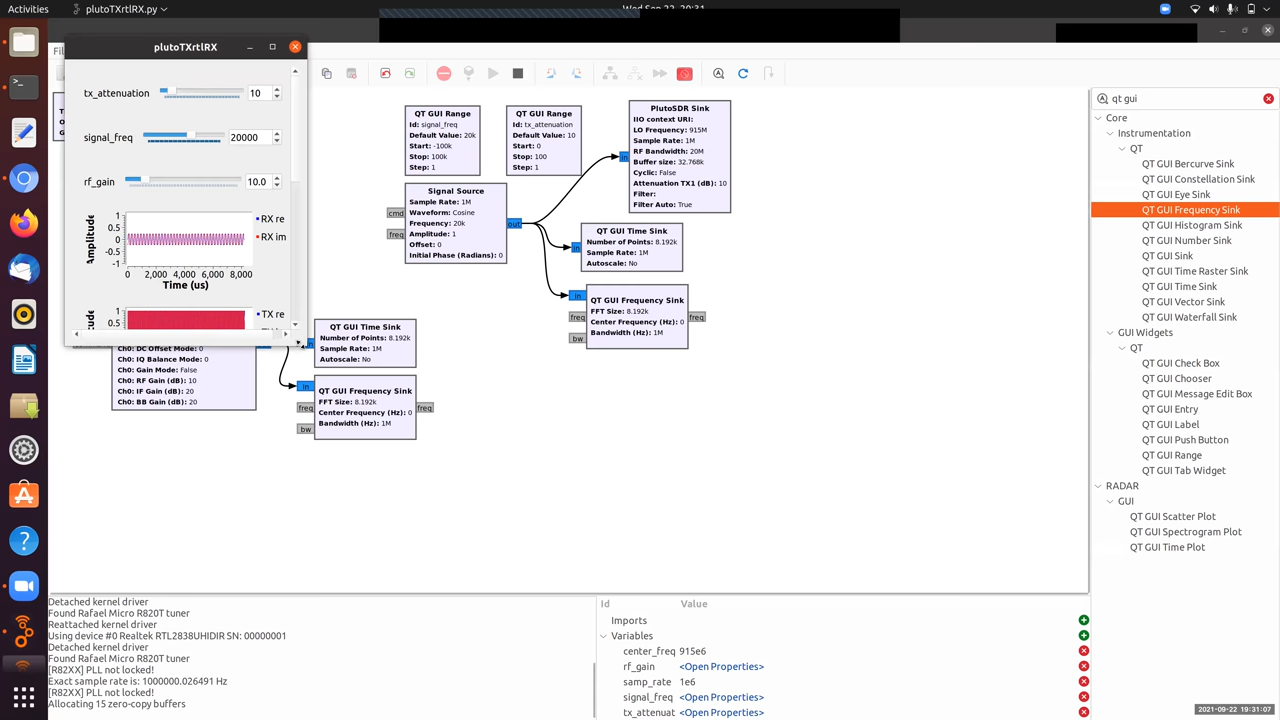 Activities
plutoTXrtlRX.py
Wed Sep 22, 20:31
plutoTXrtlRX
tx_attenuation
10
signal_freq
20000
rf_gain
10.0
Amplitude
1
0.5
0
-0.5
-1
0
2,000
4,000
6,000
8,000
Time (us)
RX re
RX im
1
0.5
0
TX re
QT GUI Range
Id: signal_freq
Default Value: 20k
Start: -100k
Stop: 100k
Step: 1
QT GUI Range
Id: tx_attenuation
Default Value: 10
Start: 0
Stop: 100
Step: 1
PlutoSDR Sink
IIO context URI:
LO Frequency: 915M
Sample Rate: 1M
RF Bandwidth: 20M
Buffer size: 32.768k
Cyclic: False
Attenuation TX1 (dB): 10
Filter:
Filter Auto: True
in
Signal Source
Sample Rate: 1M
Waveform: Cosine
Frequency: 20k
Amplitude: 1
Offset: 0
Initial Phase (Radians): 0
cmd
freq
out
QT GUI Time Sink
Number of Points: 8.192k
Sample Rate: 1M
Autoscale: No
in
QT GUI Frequency Sink
FFT Size: 8.192k
Center Frequency (Hz): 0
Bandwidth (Hz): 1M
in
freq
bw
freq
Ch0: DC Offset Mode: 0
Ch0: IQ Balance Mode: 0
Ch0: Gain Mode: False
Ch0: RF Gain (dB): 10
Ch0: IF Gain (dB): 20
Ch0: BB Gain (dB): 20
QT GUI Time Sink
Number of Points: 8.192k
Sample Rate: 1M
Autoscale: No
QT GUI Frequency Sink
FFT Size: 8.192k
Center Frequency (Hz): 0
Bandwidth (Hz): 1M
in
freq
bw
freq
qt gui
Core
Instrumentation
QT
QT GUI Bercurve Sink
QT GUI Constellation Sink
QT GUI Eye Sink
QT GUI Frequency Sink
QT GUI Histogram Sink
QT GUI Number Sink
QT GUI Sink
QT GUI Time Raster Sink
QT GUI Time Sink
QT GUI Vector Sink
QT GUI Waterfall Sink
GUI Widgets
QT
QT GUI Check Box
QT GUI Chooser
QT GUI Message Edit Box
QT GUI Entry
QT GUI Label
QT GUI Push Button
QT GUI Range
QT GUI Tab Widget
RADAR
GUI
QT GUI Scatter Plot
QT GUI Spectrogram Plot
QT GUI Time Plot
Detached kernel driver
Found Rafael Micro R820T tuner
Reattached kernel driver
Using device #0 Realtek RTL2838UHIDIR SN: 00000001
Detached kernel driver
Found Rafael Micro R820T tuner
[R82XX] PLL not locked!
Exact sample rate is: 1000000.026491 Hz
[R82XX] PLL not locked!
Allocating 15 zero-copy buffers
Id
Value
Imports
Variables
center_freq 915e6
rf_gain <Open Properties>
samp_rate 1e6
signal_freq <Open Properties>
tx_attenuat <Open Properties>
2021-09-22 19:31:07